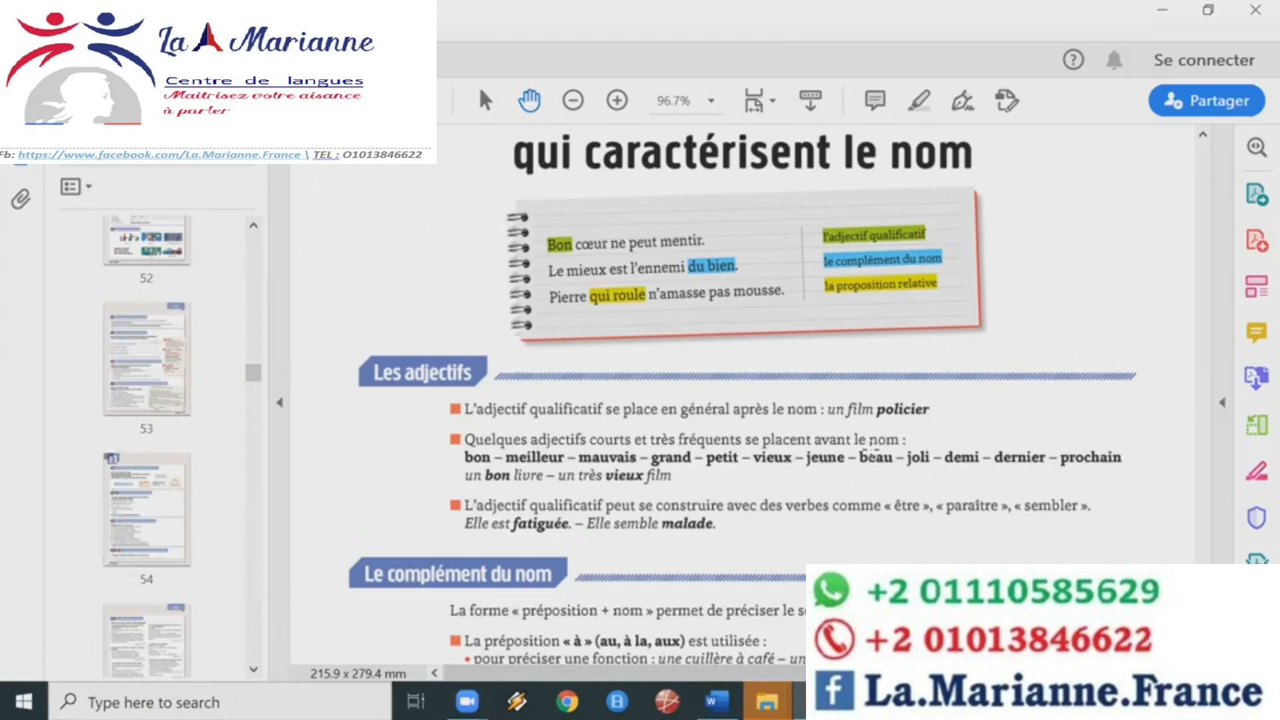 La Marianne
Centre de langues
Maîtrisez votre aisance
à parler
Fb: https://www.facebook.com/La.Marianne.France \ TEL : O1013846622
Se connecter
96.7%
Partager
qui caractérisent le nom
Bon cœur ne peut mentir.
l'adjectif qualificatif
Le mieux est l'ennemi du bien.
le complément du nom
Pierre qui roule n'amasse pas mousse.
la proposition relative
52
53
54
Les adjectifs
L'adjectif qualificatif se place en général après le nom : un film policier
Quelques adjectifs courts et très fréquents se placent avant le nom :
bon – meilleur – mauvais – grand – petit – vieux – jeune – beau – joli – demi – dernier – prochain
un bon livre – un très vieux film
L'adjectif qualificatif peut se construire avec des verbes comme « être », « paraître », « sembler ».
Elle est fatiguée. – Elle semble malade.
Le complément du nom
La forme « préposition + nom » permet de préciser le s
La préposition « à » (au, à la, aux) est utilisée :
• pour préciser une fonction : une cuillère à café – un
215.9 x 279.4 mm
+2 01110585629
+2 01013846622
La.Marianne.France
Type here to search